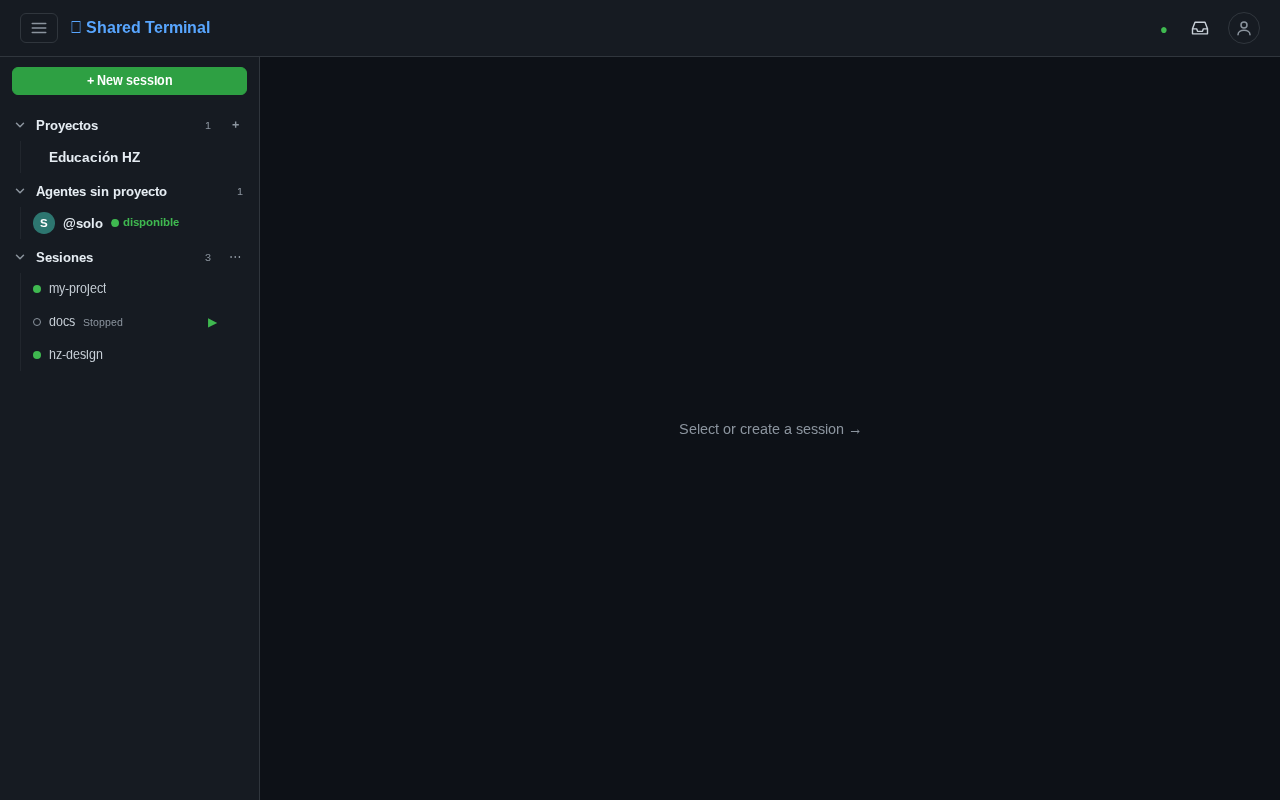 Shared Terminal
+ New session
Proyectos 1 +
Educación HZ
Agentes sin proyecto 1
S @solo disponible
Sesiones 3 ···
my-project
docs Stopped ▶
hz-design
Select or create a session →